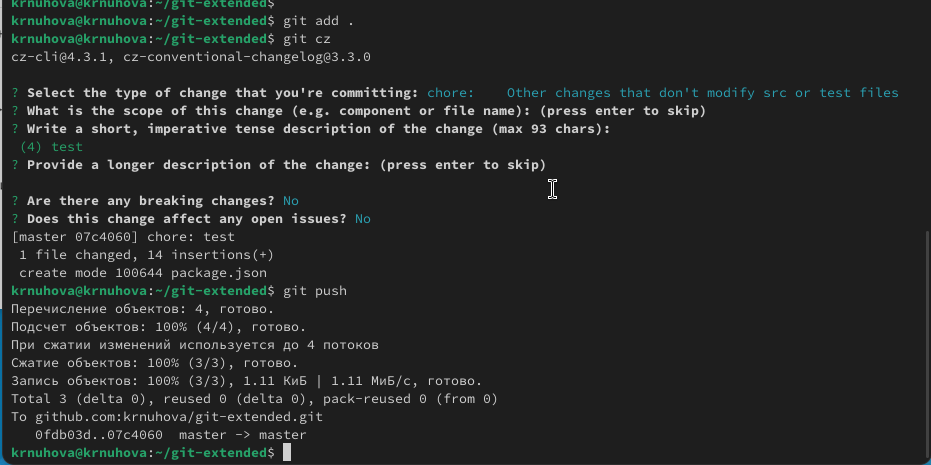 krnuhova@krnuhova:~/git-extended$
krnuhova@krnuhova:~/git-extended$ git add .
krnuhova@krnuhova:~/git-extended$ git cz
cz-cli@4.3.1, cz-conventional-changelog@3.3.0
? Select the type of change that you're committing: chore:    Other changes that don't modify src or test files
? What is the scope of this change (e.g. component or file name): (press enter to skip)
? Write a short, imperative tense description of the change (max 93 chars):
(4) test
? Provide a longer description of the change: (press enter to skip)
? Are there any breaking changes? No
? Does this change affect any open issues? No
[master 07c4060] chore: test
1 file changed, 14 insertions(+)
create mode 100644 package.json
krnuhova@krnuhova:~/git-extended$ git push
Перечисление объектов: 4, готово.
Подсчет объектов: 100% (4/4), готово.
При сжатии изменений используется до 4 потоков
Сжатие объектов: 100% (3/3), готово.
Запись объектов: 100% (3/3), 1.11 КиБ | 1.11 МиБ/с, готово.
Total 3 (delta 0), reused 0 (delta 0), pack-reused 0 (from 0)
To github.com:krnuhova/git-extended.git
0fdb03d..07c4060  master -> master
krnuhova@krnuhova:~/git-extended$